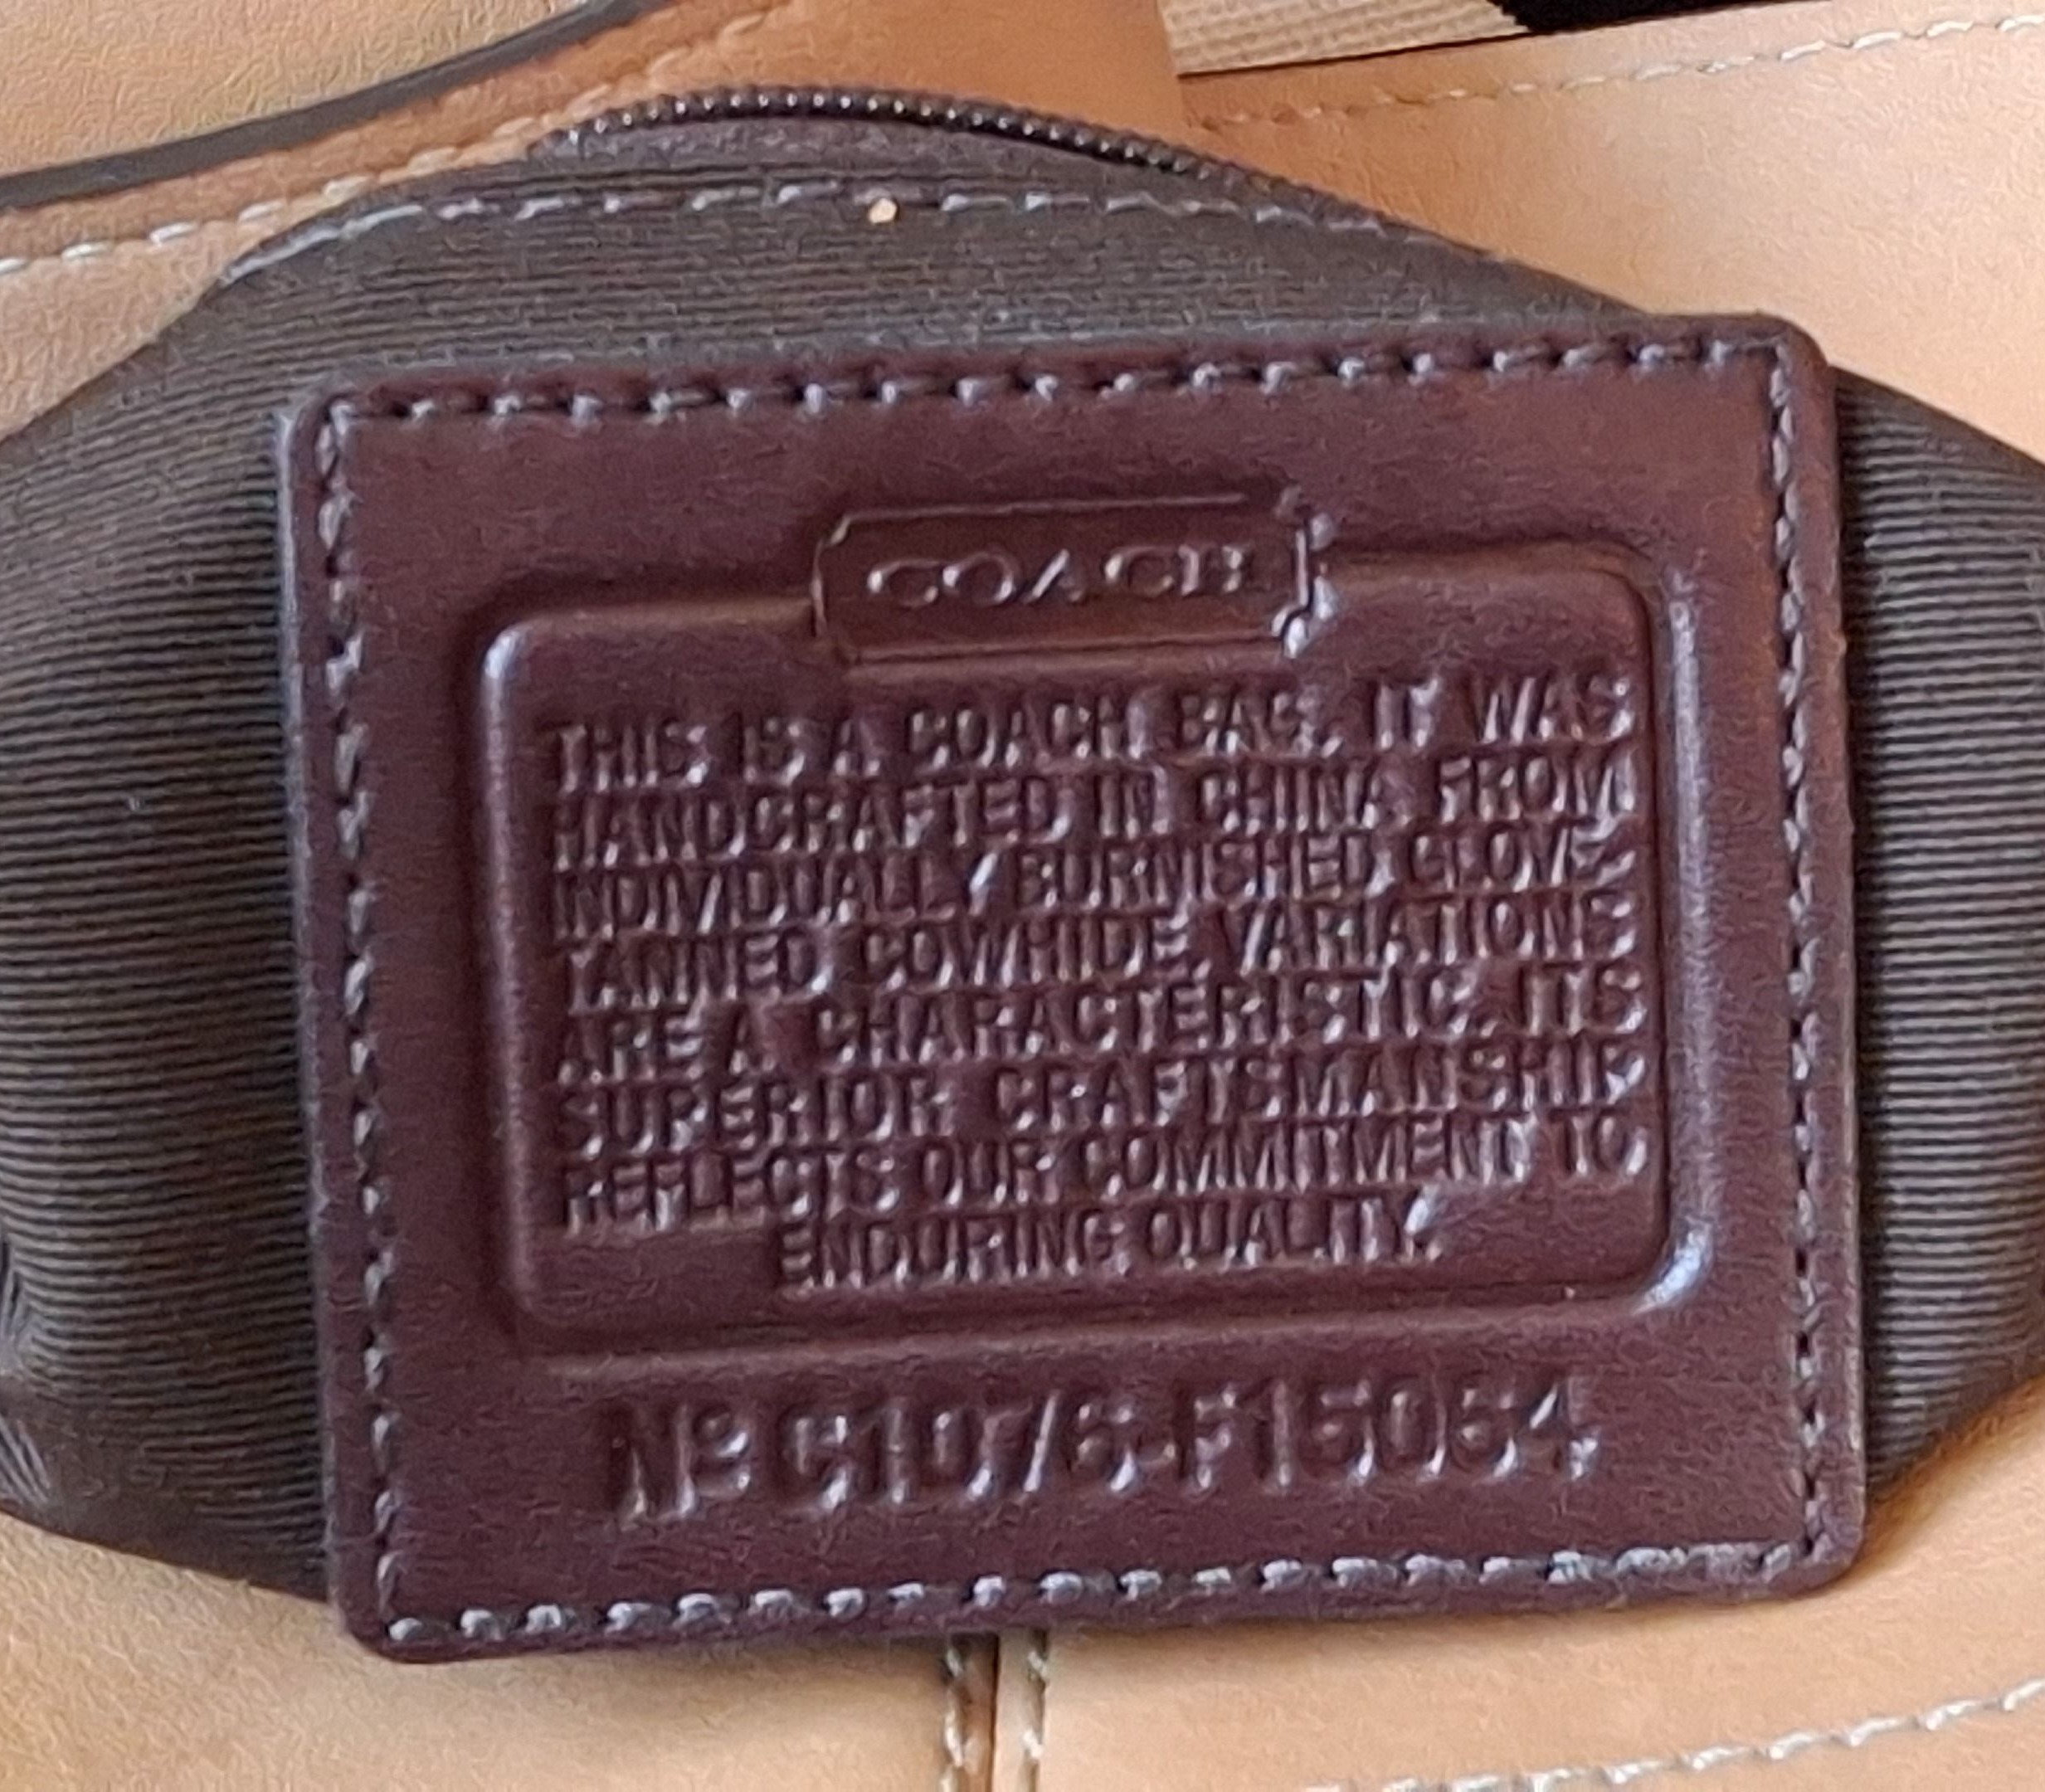 COACH
THIS IS A COACH BAG. IT WAS
HANDCRAFTED IN CHINA FROM
INDIVIDUALLY BURNISHED GLOVE-
TANNED COWHIDE. VARIATIONS
ARE A CHARACTERISTIC. ITS
SUPERIOR CRAFTSMANSHIP
REFLECTS OUR COMMITMENT TO
ENDURING QUALITY.
Nº C1076-F15064